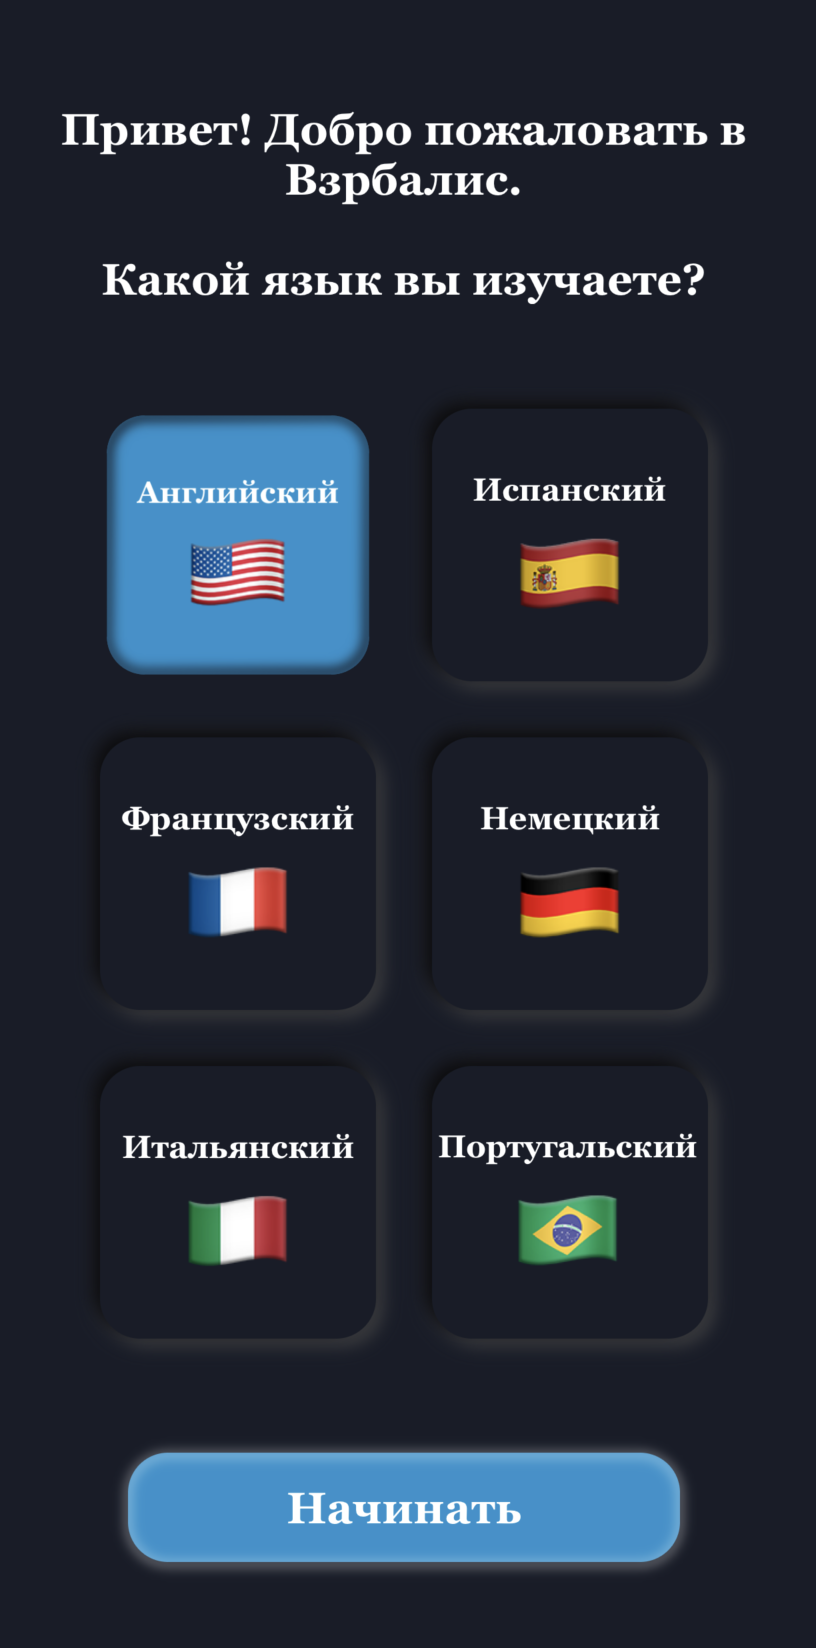 Привет! Добро пожаловать в
Взрбалис.
Какой язык вы изучаете?
Английский
Испанский
Французский
Немецкий
Итальянский
Португальский
Начинать